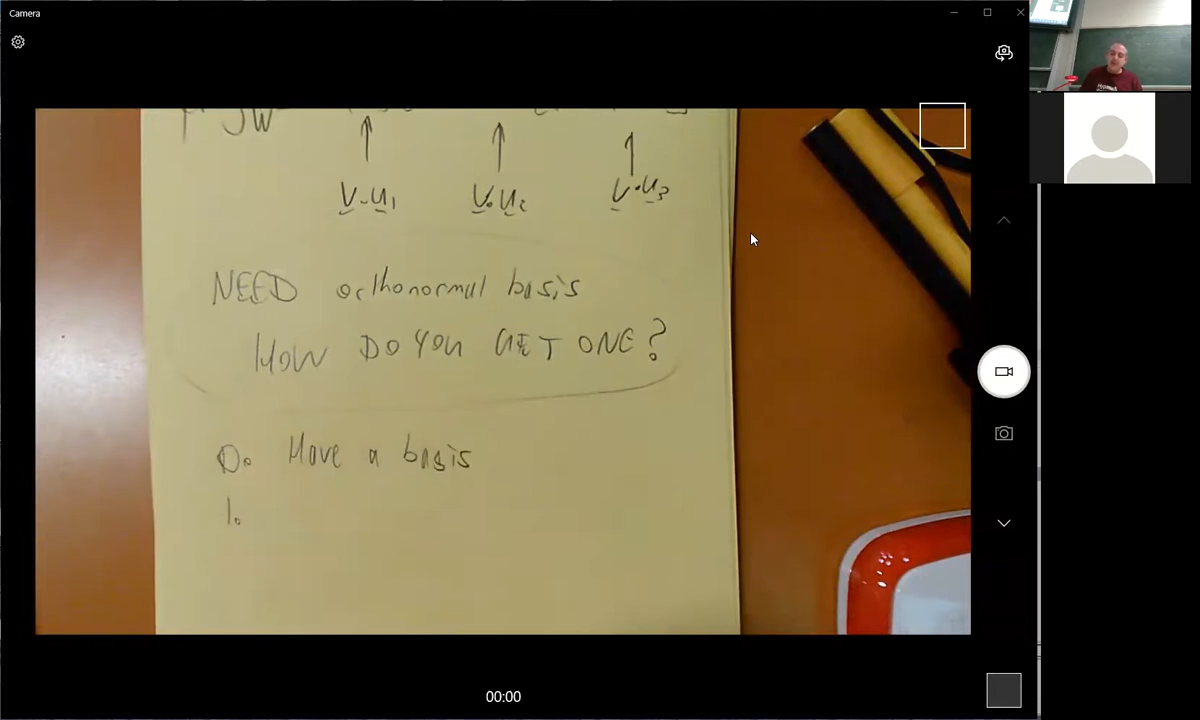 Camera
v·u1 v·u2 v·u3
NEED orthonormal basis
HOW DO YOU GET ONE?
0. Have a basis
1.
00:00